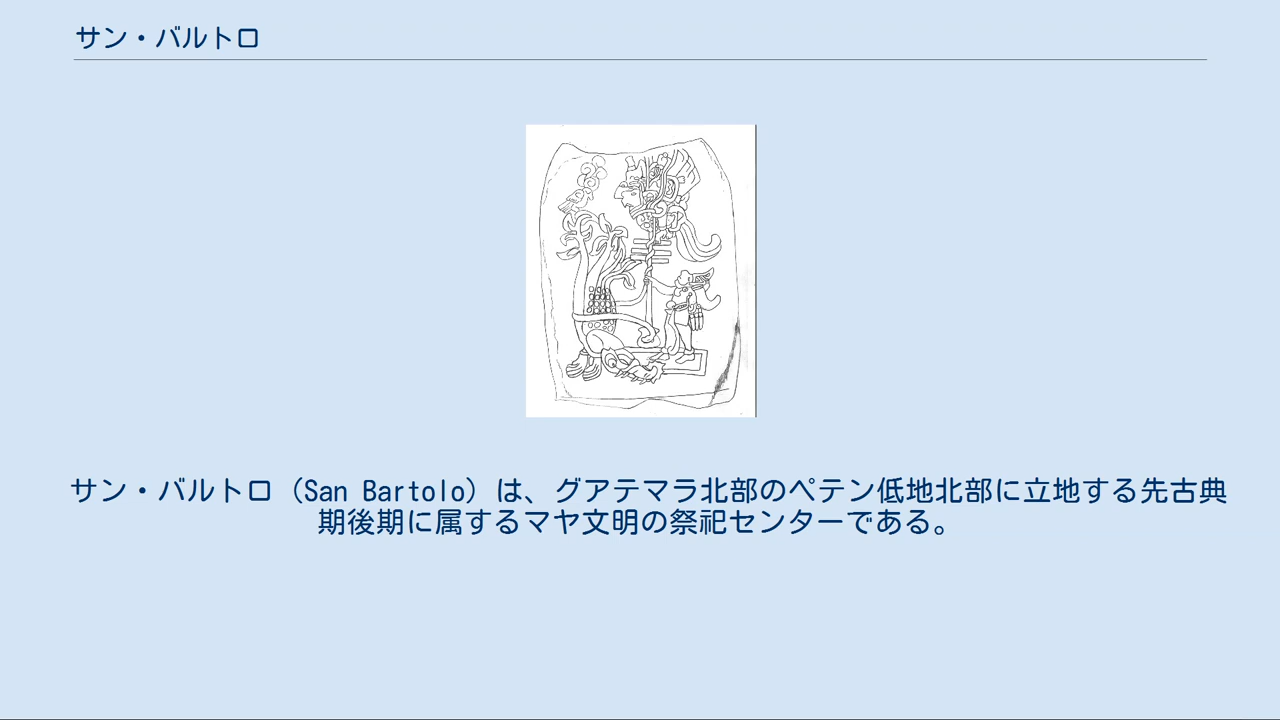 サン・バルトロ
サン・バルトロ（San Bartolo）は、グアテマラ北部のペテン低地北部に立地する先古典
期後期に属するマヤ文明の祭祀センターである。